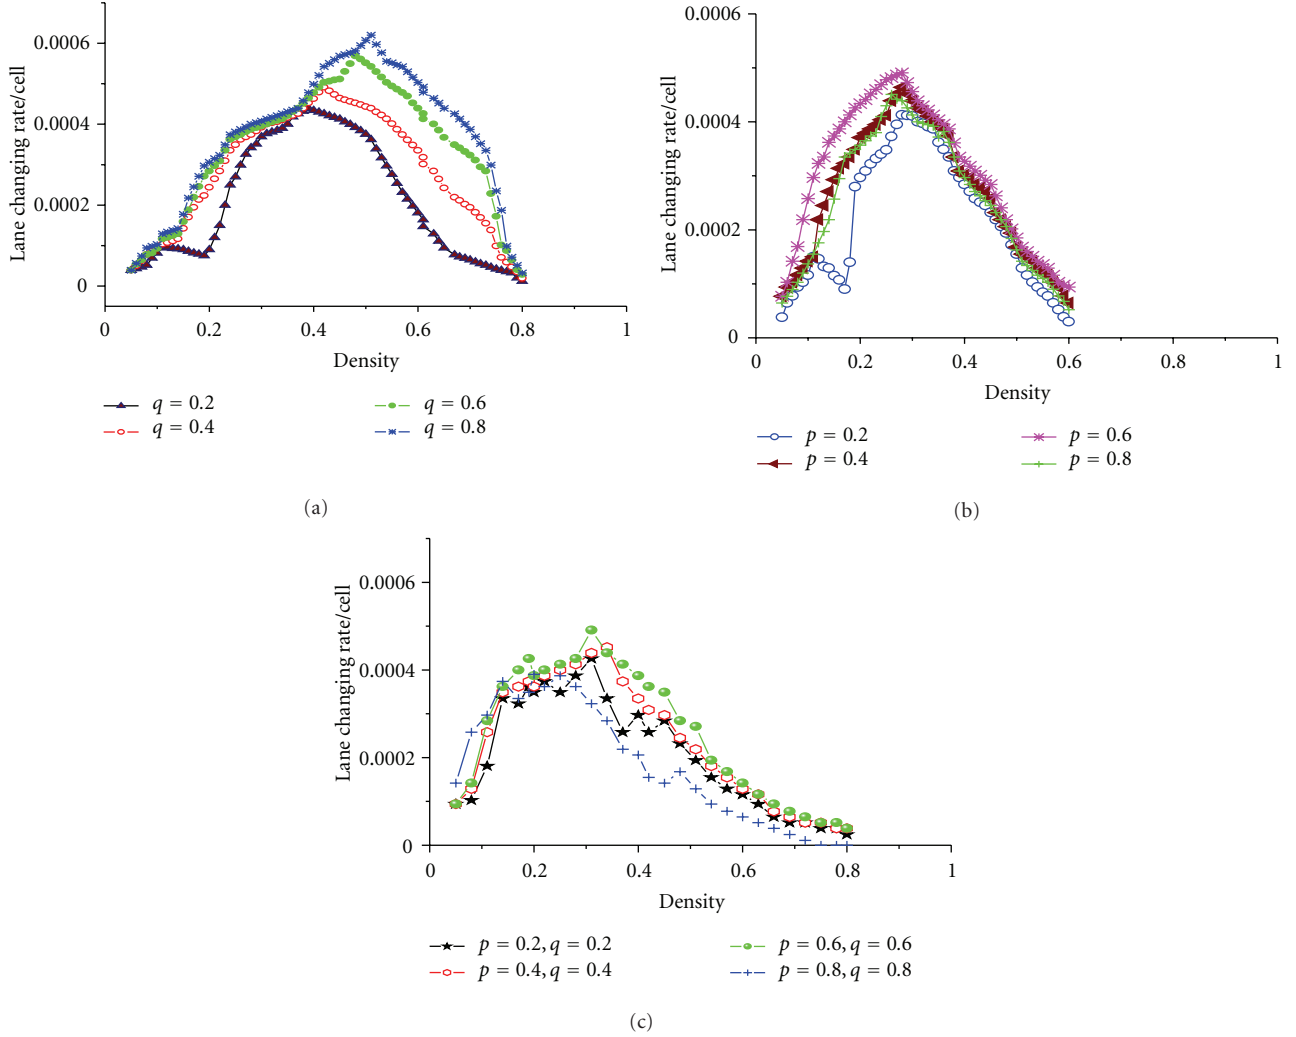 Lane changing rate/cell
0.0006
0.0004
0.0002
0
0
0.2
0.4
0.6
0.8
1
Density
q = 0.2
q = 0.4
q = 0.6
q = 0.8
(a)
Lane changing rate/cell
0.0006
0.0004
0.0002
0
0
0.2
0.4
0.6
0.8
1
Density
p = 0.2
p = 0.4
p = 0.6
p = 0.8
(b)
Lane changing rate/cell
0.0006
0.0004
0.0002
0
0
0.2
0.4
0.6
0.8
1
Density
p = 0.2, q = 0.2
p = 0.4, q = 0.4
p = 0.6, q = 0.6
p = 0.8, q = 0.8
(c)